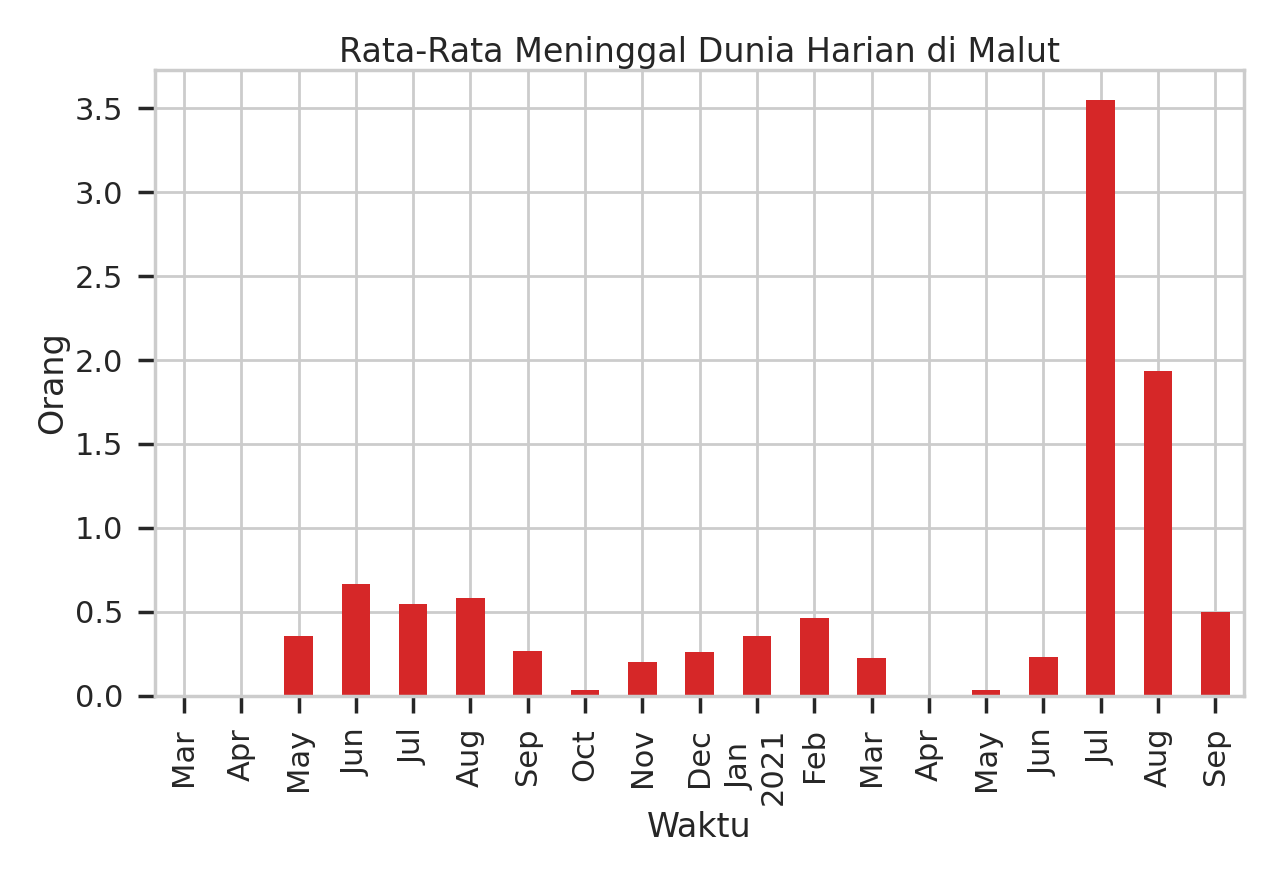 Rata-Rata Meninggal Dunia Harian di Malut
3.5
3.0
2.5
2.0
1.5
1.0
0.5
0.0
Orang
Mar
Apr
May
Jun
Jul
Aug
Sep
Oct
Nov
Dec
Jan
2021
Feb
Mar
Apr
May
Jun
Jul
Aug
Sep
Waktu